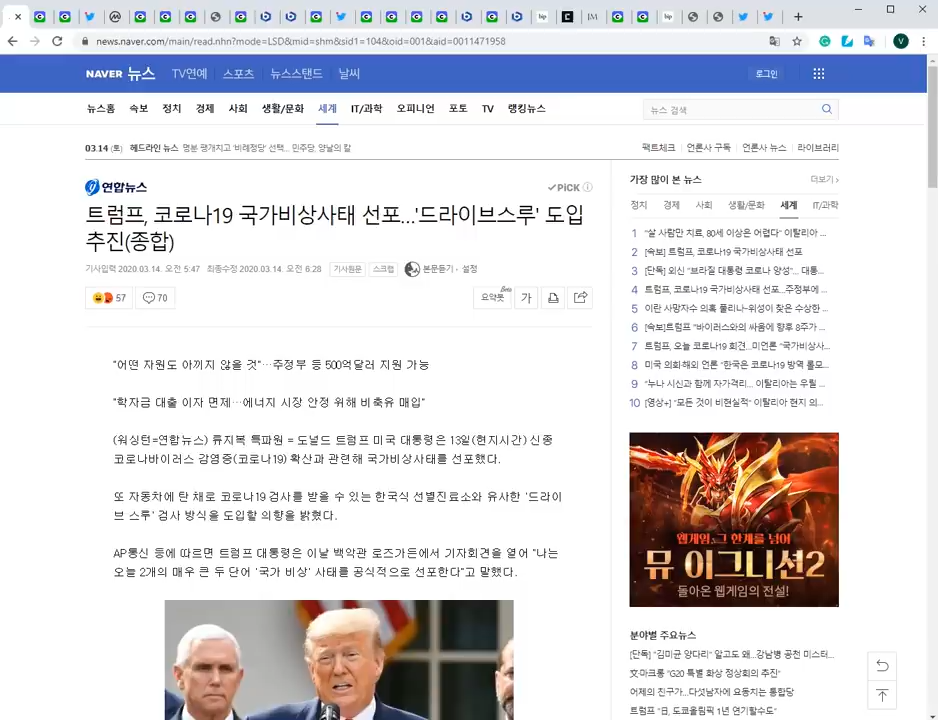 news.naver.com/main/read.nhn?mode=LSD&mid=shm&sid1=104&oid=001&aid=0011471958
V
NAVER 뉴스 TV연예 스포츠 뉴스스탠드 날씨 로그인
뉴스홈 속보 정치 경제 사회 생활/문화 세계 IT/과학 오피니언 포토 TV 랭킹뉴스 뉴스 검색
03.14 (토) 헤드라인 뉴스 명분 팽개치고 '비례정당' 선택... 민주당, 양날의 칼 팩트체크 언론사 구독 언론사 뉴스 라이브러리
연합뉴스 PiCK
트럼프, 코로나19 국가비상사태 선포…'드라이브스루' 도입
추진(종합)
기사입력 2020.03.14. 오전 5:47 최종수정 2020.03.14. 오전 6:28 기사원문 스크랩 본문듣기 · 설정
57 70 요약봇 Beta 가
"어떤 자원도 아끼지 않을 것"…주정부 등 500억달러 지원 가능
"학자금 대출 이자 면제…에너지 시장 안정 위해 비축유 매입"
(워싱턴=연합뉴스) 류지복 특파원 = 도널드 트럼프 미국 대통령은 13일(현지시간) 신종
코로나바이러스 감염증(코로나19) 확산과 관련해 국가비상사태를 선포했다.
또 자동차에 탄 채로 코로나19 검사를 받을 수 있는 한국식 선별진료소와 유사한 '드라이
브 스루' 검사 방식을 도입할 의향을 밝혔다.
AP통신 등에 따르면 트럼프 대통령은 이날 백악관 로즈가든에서 기자회견을 열어 "나는
오늘 2개의 매우 큰 두 단어 '국가 비상' 사태를 공식적으로 선포한다"고 말했다.
가장 많이 본 뉴스 더보기
정치 경제 사회 생활/문화 세계 IT/과학
1 "살 사람만 치료, 80세 이상은 어렵다" 이탈리아 ...
2 [속보] 트럼프, 코로나19 국가비상사태 선포
3 [단독] 외신 "브라질 대통령 코로나 양성"... 대통...
4 트럼프, 코로나19 국가비상사태 선포…주정부에 ...
5 이란 사망자수 의혹 풀리나-위성이 찾은 수상한 ...
6 [속보]트럼프 "바이러스와의 싸움에 향후 8주가 ...
7 트럼프, 오늘 코로나19 회견…미언론 "국가비상사...
8 미국 의회·해외 언론 "한국은 코로나19 방역 롤모...
9 "누나 시신과 함께 자가격리... 이탈리아는 우릴 ...
10 [영상+] "모든 것이 비현실적" 이탈리아 현지 의...
웹게임, 그 한계를 넘어
뮤 이그니션2
돌아온 웹게임의 전설!
분야별 주요뉴스
[단독] "김미균 양다리" 알고도 왜...강남병 공천 미스터...
文·마크롱 "G20 특별 화상 정상회의 추진"
어제의 친구가...다섯남자에 요동치는 통합당
트럼프 "日, 도쿄올림픽 1년 연기할수도"